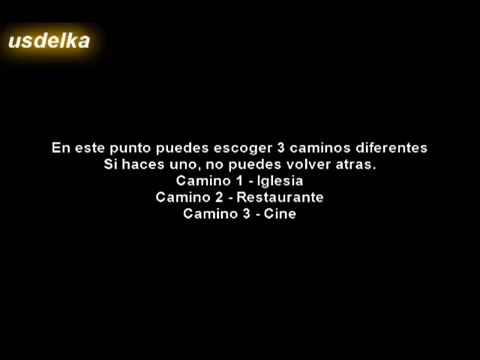 usdelka
En este punto puedes escoger 3 caminos diferentes
Si haces uno, no puedes volver atras.
Camino 1 - Iglesia
Camino 2 - Restaurante
Camino 3 - Cine